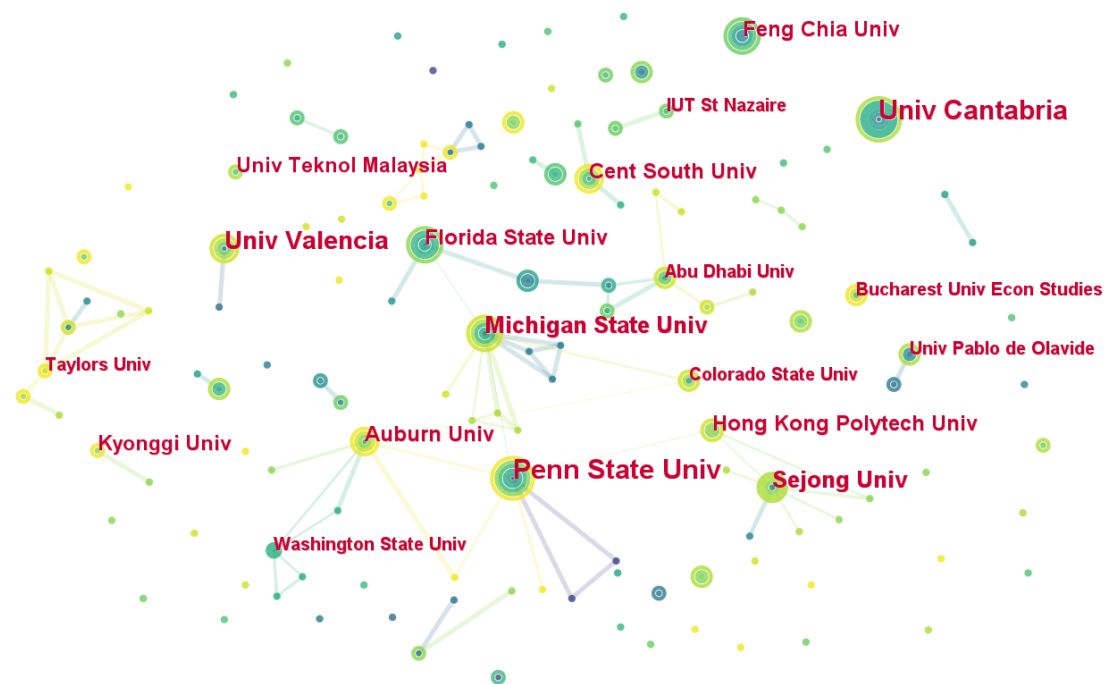 Feng Chia Univ
IUT St Nazaire
Univ Cantabria
Univ Teknol Malaysia
Cent South Univ
Univ Valencia
Florida State Univ
Abu Dhabi Univ
Bucharest Univ Econ Studies
Michigan State Univ
Univ Pablo de Olavide
Taylors Univ
Colorado State Univ
Kyonggi Univ
Auburn Univ
Hong Kong Polytech Univ
Penn State Univ
Sejong Univ
Washington State Univ